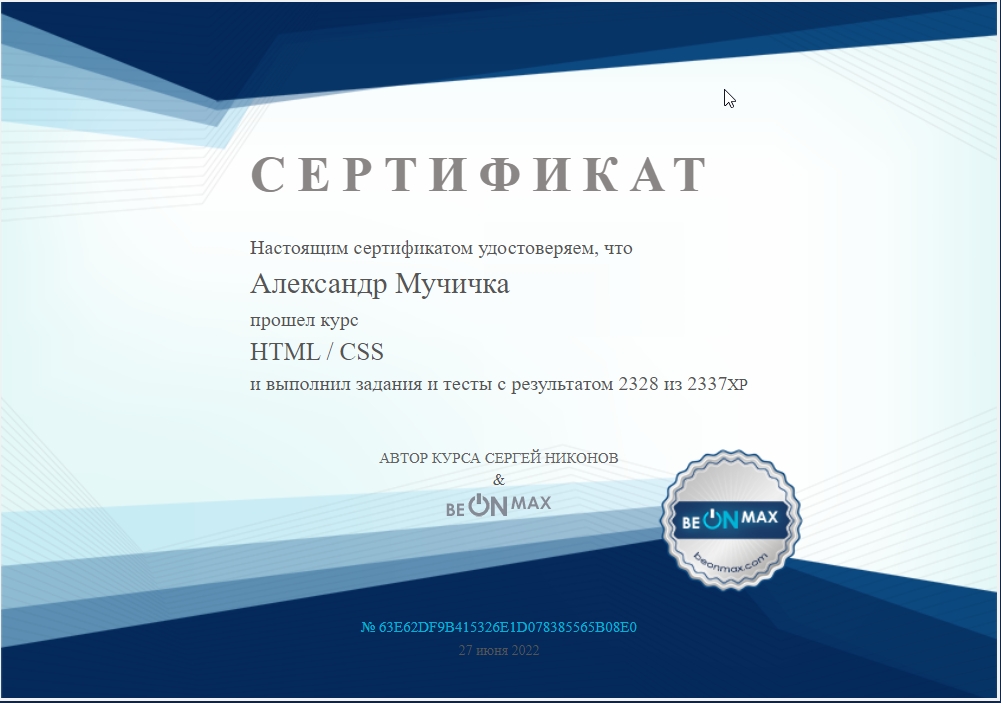 СЕРТИФИКАТ
Настоящим сертификатом удостоверяем, что
Александр Мучичка
прошел курс
HTML / CSS
и выполнил задания и тесты с результатом 2328 из 2337XP
АВТОР КУРСА СЕРГЕЙ НИКОНОВ
&
BE ON MAX
BE ON MAX
beonmax.com
№ 63E62DF9B415326E1D078385565B08E0
27 июня 2022